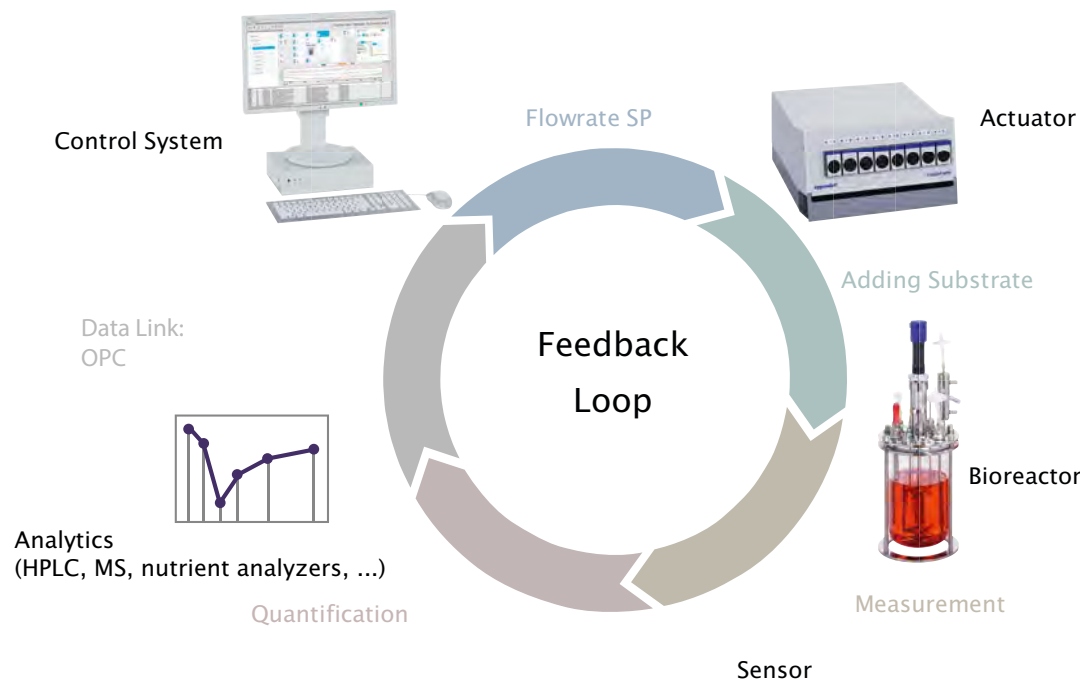 Control System
Flowrate SP
Actuator
Adding Substrate
Data Link:
OPC
Feedback
Loop
Bioreactor
Analytics
(HPLC, MS, nutrient analyzers, ...)
Quantification
Measurement
Sensor